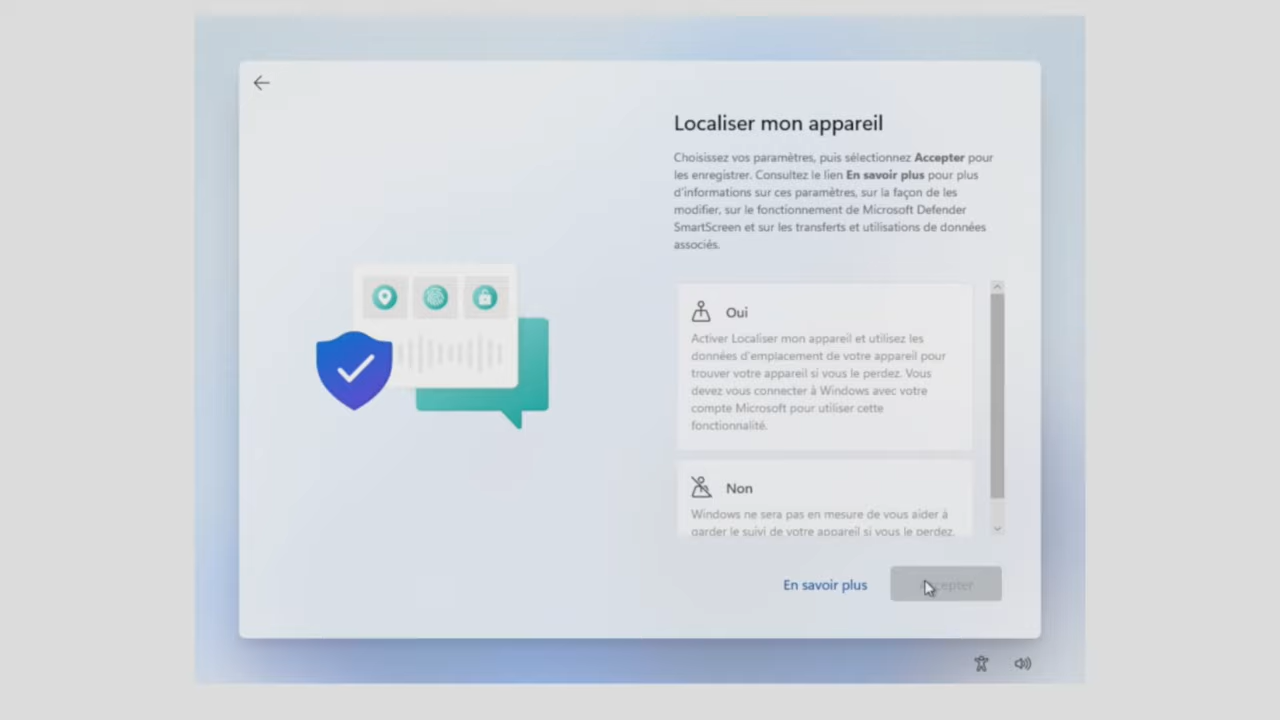 Localiser mon appareil
Choisissez vos paramètres, puis sélectionnez Accepter pour
les enregistrer. Consultez le lien En savoir plus pour plus
d'informations sur ces paramètres, sur la façon de les
modifier, sur le fonctionnement de Microsoft Defender
SmartScreen et sur les transferts et utilisations de données
associés.
Oui
Activer Localiser mon appareil et utilisez les
données d'emplacement de votre appareil pour
trouver votre appareil si vous le perdez. Vous
devez vous connecter à Windows avec votre
compte Microsoft pour utiliser cette
fonctionnalité.
Non
Windows ne sera pas en mesure de vous aider à
garder le suivi de votre appareil si vous le perdez.
En savoir plus
Accepter